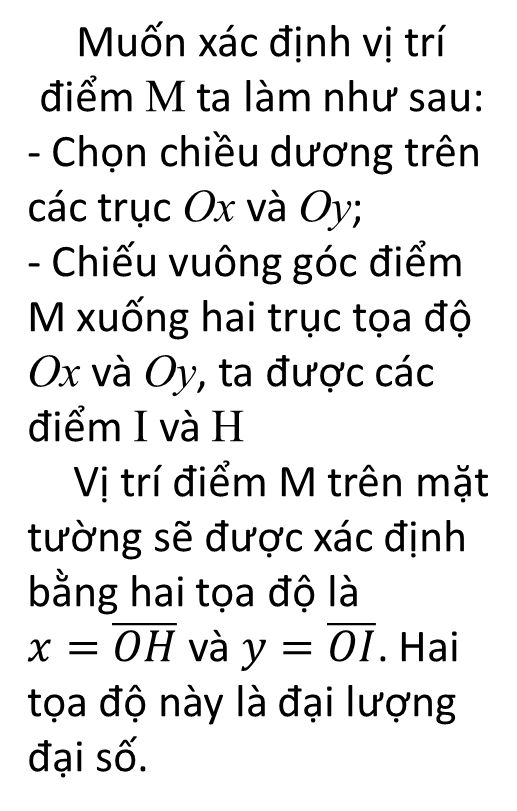 Muốn xác định vị trí
điểm M ta làm như sau:
- Chọn chiều dương trên
các trục Ox và Oy;
- Chiếu vuông góc điểm
M xuống hai trục tọa độ
Ox và Oy, ta được các
điểm I và H
Vị trí điểm M trên mặt
tường sẽ được xác định
bằng hai tọa độ là
x = \overline{OH} và y = \overline{OI}. Hai
tọa độ này là đại lượng
đại số.